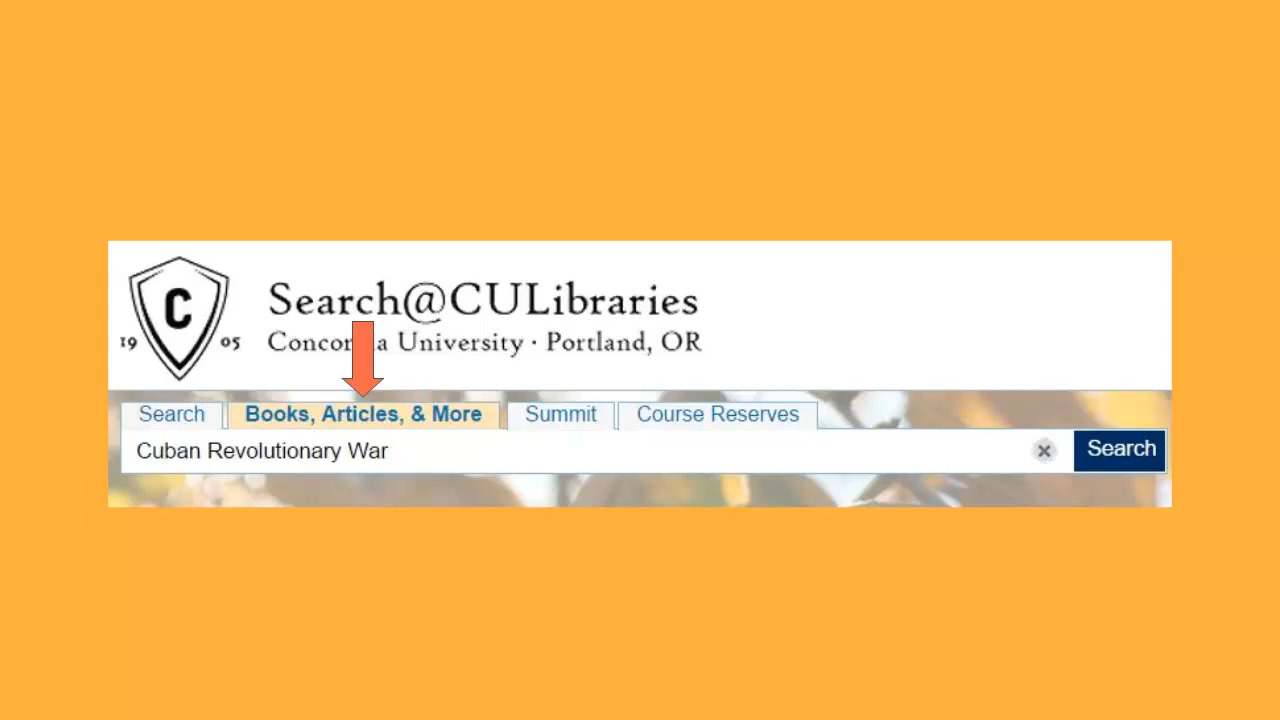 C
19 05
Search@CULibraries
Concordia University · Portland, OR
Search Books, Articles, & More Summit Course Reserves
Cuban Revolutionary War
Search